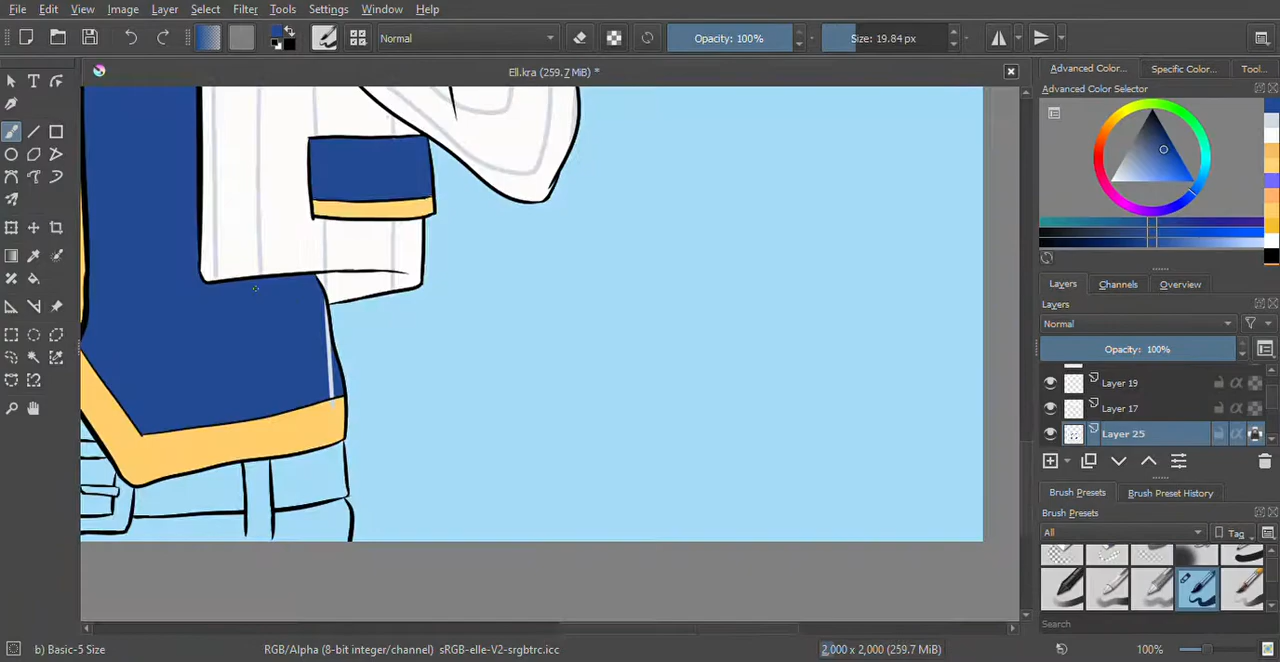 File Edit View Image Layer Select Filter Tools Settings Window Help
Normal Opacity: 100% Size: 19.84 px
Ell.kra (259.7 MiB) *
Advanced Color... Specific Color... Tool...
Advanced Color Selector
Layers Channels Overview
Layers
Normal
Opacity: 100%
Layer 19
Layer 17
Layer 25
Brush Presets Brush Preset History
Brush Presets
All Tag
Search
b) Basic-5 Size RGB/Alpha (8-bit integer/channel) sRGB-elle-V2-srgbtrc.icc 2,000 x 2,000 (259.7 MiB) 100%